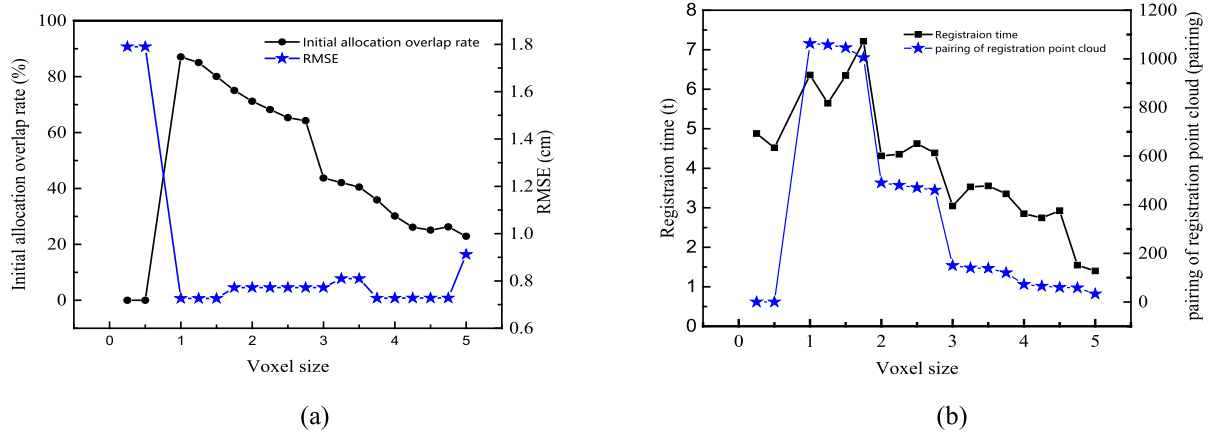 100
80
60
40
20
0
Initial allocation overlap rate (%)
Initial allocation overlap rate
RMSE
1.8
1.6
1.4
1.2
1.0
0.8
0.6
RMSE (cm)
0 1 2 3 4 5
Voxel size
(a)
8
7
6
5
4
3
2
1
0
Registraion time (t)
Registraion time
pairing of registration point cloud
1200
1000
800
600
400
200
0
pairing of registration point cloud (pairing)
0 1 2 3 4 5
Voxel size
(b)